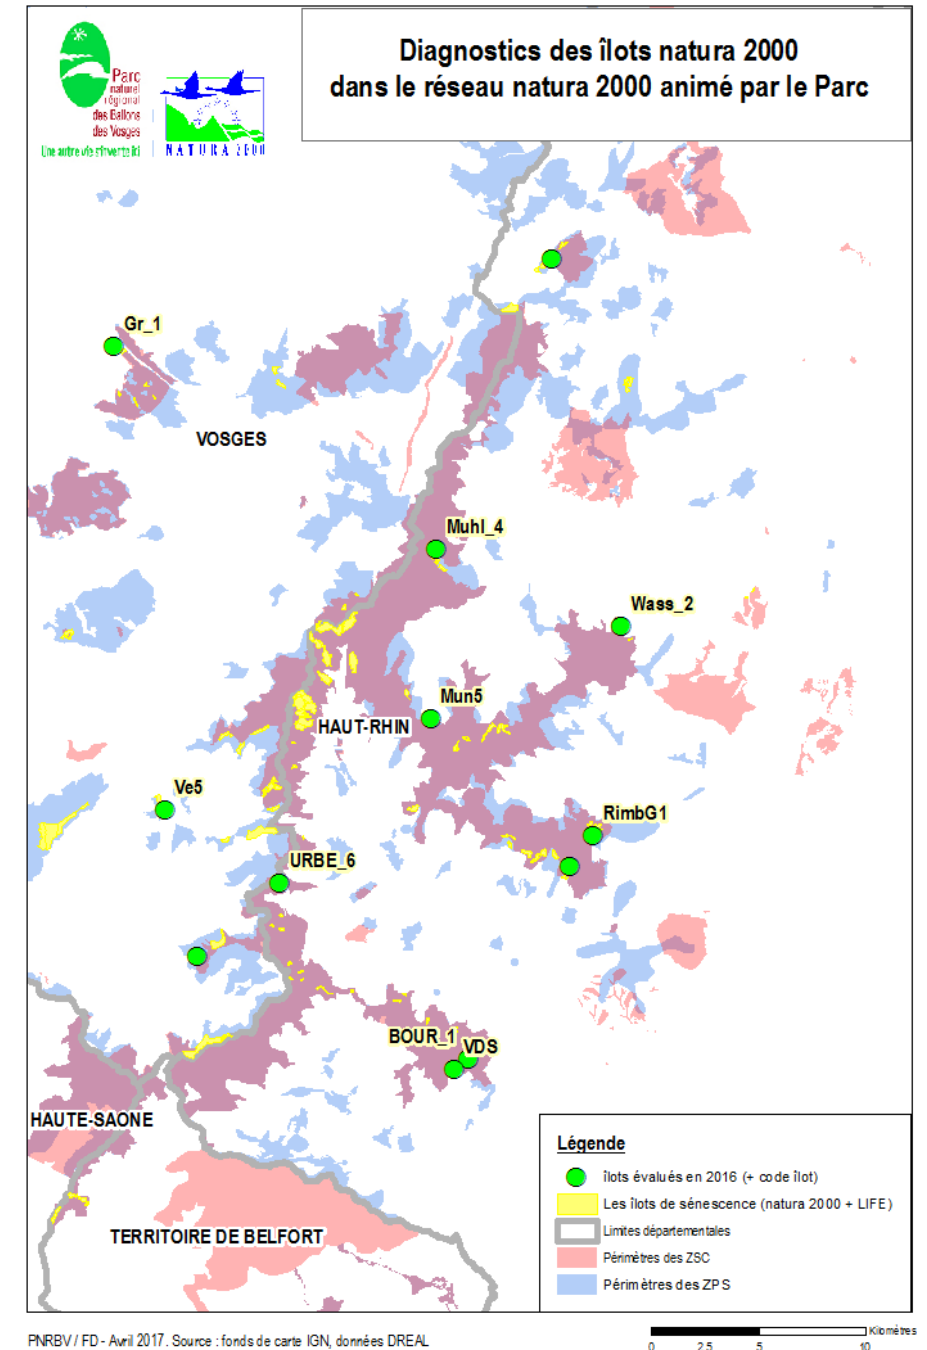 Diagnostics des îlots natura 2000
dans le réseau natura 2000 animé par le Parc
Parc
naturel
régional
des Ballons
des Vosges
Une autre vie s'invente ici
NATURA 2000
Gr_1
VOSGES
Muhl_4
Wass_2
Mun5
HAUT-RHIN
Ve5
RimbG1
URBE_6
BOUR_1
VDS
HAUTE-SAONE
TERRITOIRE DE BELFORT
Légende
îlots évalués en 2016 (+ code îlot)
Les îlots de sénescence (natura 2000 + LIFE)
Limites départementales
Périmètres des ZSC
Périmètres des ZPS
PNRBV / FD - Avril 2017. Source : fonds de carte IGN, données DREAL
Kilomètres
0 2.5 5 10